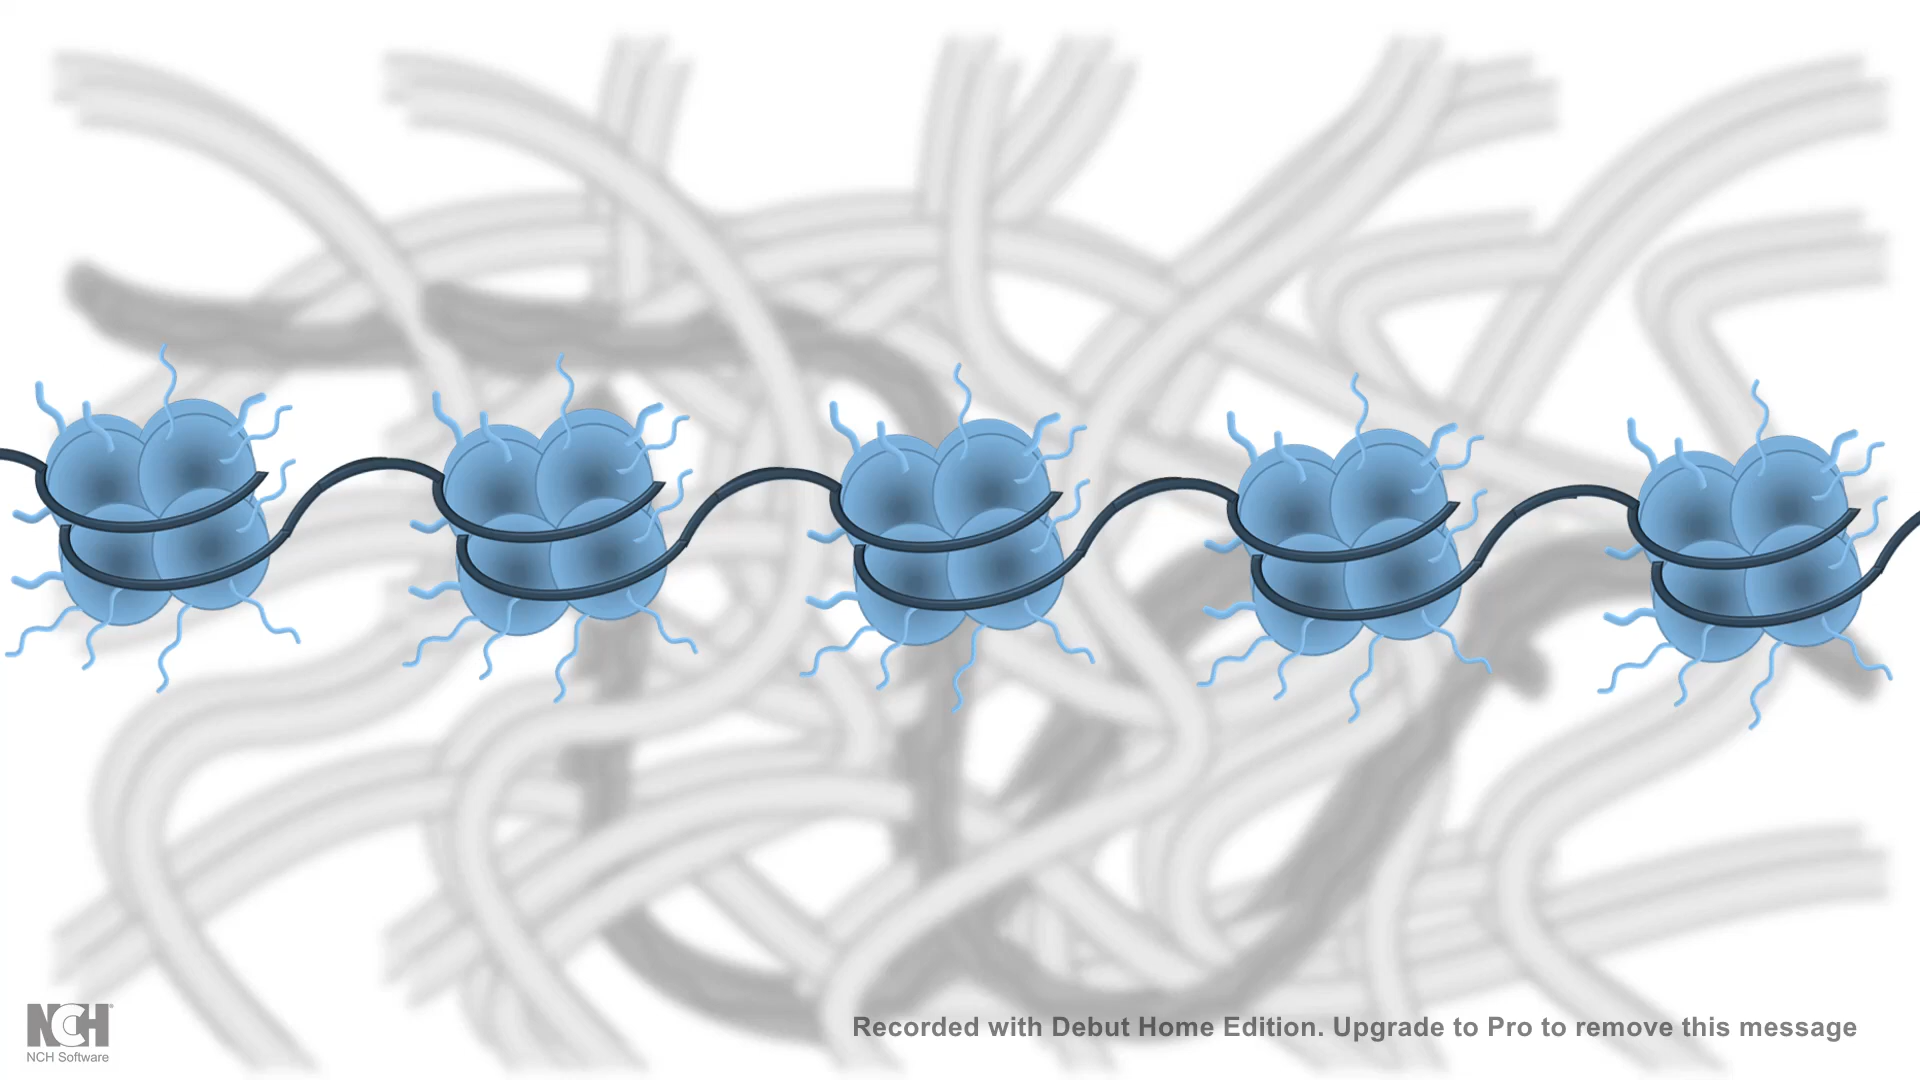 NCH
NCH Software
Recorded with Debut Home Edition. Upgrade to Pro to remove this message